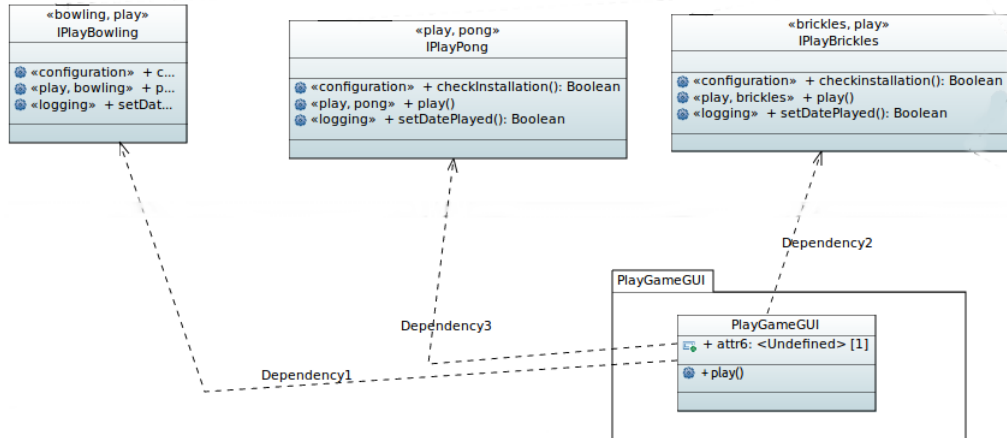 «bowling, play»
IPlayBowling
«configuration» + c...
«play, bowling» + p...
«logging» + setDat...
«play, pong»
IPlayPong
«configuration» + checkInstallation(): Boolean
«play, pong» + play()
«logging» + setDatePlayed(): Boolean
«brickles, play»
IPlayBrickles
«configuration» + checkinstallation(): Boolean
«play, brickles» + play()
«logging» + setDatePlayed(): Boolean
Dependency2
Dependency3
Dependency1
PlayGameGUI
PlayGameGUI
+ attr6: <Undefined> [1]
+ play()